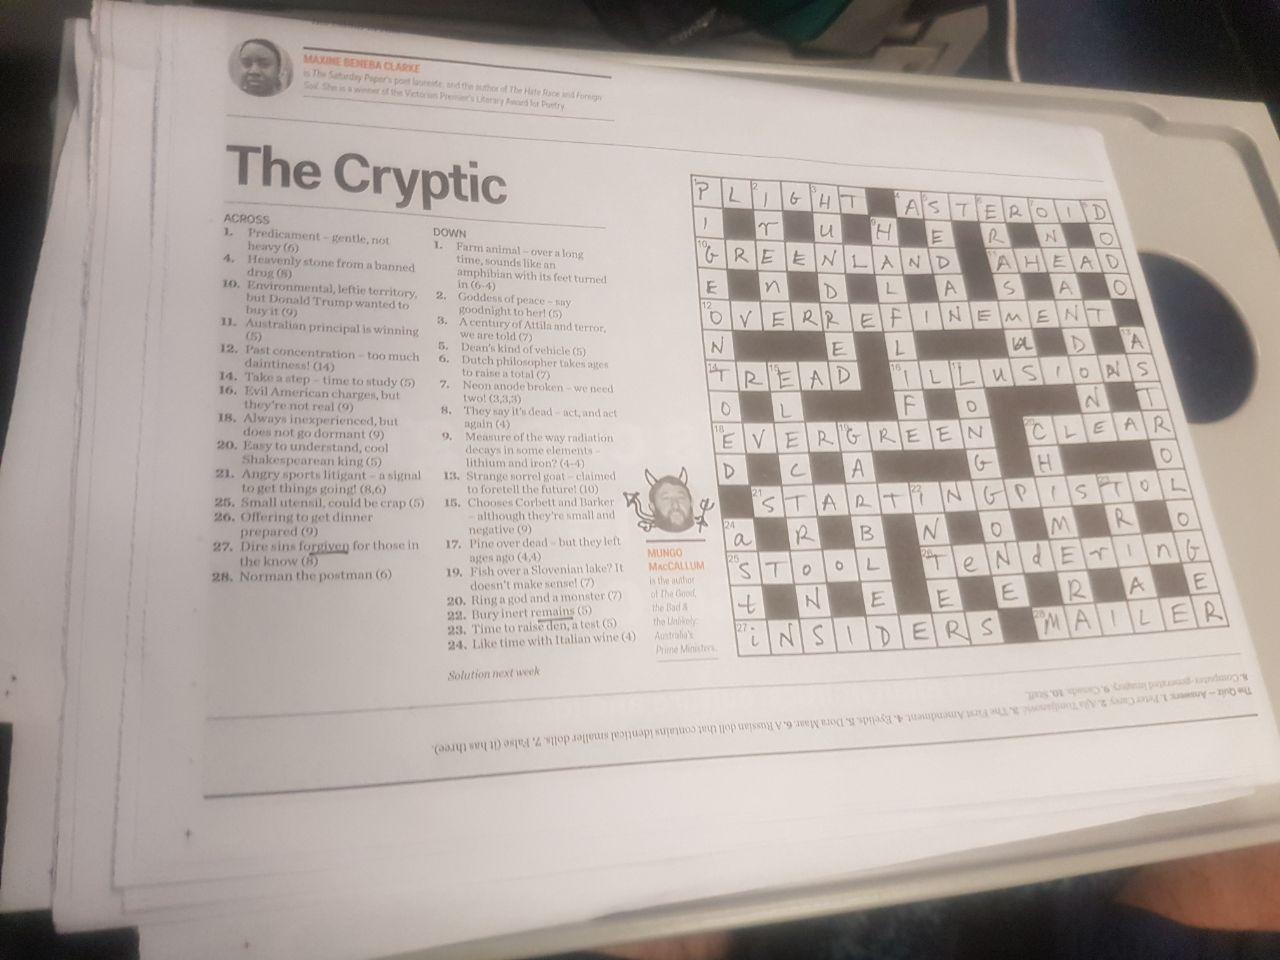 MAXINE BENEBA CLARKE
is The Saturday Paper's poet laureate, and the author of The Hate Race and Foreign
Soil. She is a winner of the Victorian Premier's Literary Award for Poetry.
The Cryptic
ACROSS
1. Predicament – gentle, not
heavy (6)
4. Heavenly stone from a banned
drug (8)
10. Environmental, leftie territory,
but Donald Trump wanted to
buy it (9)
11. Australian principal is winning
(5)
12. Past concentration – too much
daintiness! (14)
14. Take a step – time to study (5)
16. Evil American charges, but
they're not real (9)
18. Always inexperienced, but
does not go dormant (9)
20. Easy to understand, cool
Shakespearean king (5)
21. Angry sports litigant – a signal
to get things going! (8,6)
25. Small utensil, could be crap (5)
26. Offering to get dinner
prepared (9)
27. Dire sins forgiven for those in
the know (8)
28. Norman the postman (6)
DOWN
1. Farm animal – over a long
time, sounds like an
amphibian with its feet turned
in (6-4)
2. Goddess of peace – say
goodnight to her! (5)
3. A century of Attila and terror,
we are told (7)
5. Dean's kind of vehicle (5)
6. Dutch philosopher takes ages
to raise a total (7)
7. Neon anode broken – we need
two! (3,3,3)
8. They say it's dead – act, and act
again (4)
9. Measure of the way radiation
decays in some elements –
lithium and iron? (4-4)
13. Strange sorrel goat – claimed
to foretell the future! (10)
15. Chooses Corbett and Barker
– although they're small and
negative (9)
17. Pine over dead – but they left
ages ago (4,4)
19. Fish over a Slovenian lake? It
doesn't make sense! (7)
20. Ring a god and a monster (7)
22. Bury inert remains (5)
23. Time to raise den, a test (5)
24. Like time with Italian wine (4)
Solution next week
MUNGO
MACCALLUM
is the author
of The Good,
the Bad &
the Unlikely:
Australia's
Prime Ministers.
PLIGHT ASTEROID
I R U H E R N O
GREENLAND AHEAD
E N D L A S A O
OVERREFINEMENT
N E L U D A
TREAD ILLUSIONS
O L F O N T
EVERGREEN CLEAR
D C A G H O
STARTINGPISTOL
a R B N O M R O
STOOL TeNdErinG
t N E E E R A E
iNSIDERS MAILER
The Quiz – Answers: 1. Peter Carey. 2. Ajla Tomljanović. 3. The First Amendment. 4. Eyelids. 5. Dora Maar. 6. A Russian doll that contains identical smaller dolls. 7. False (it has three).
8. Computer-generated imagery. 9. Canada. 10. Staff.